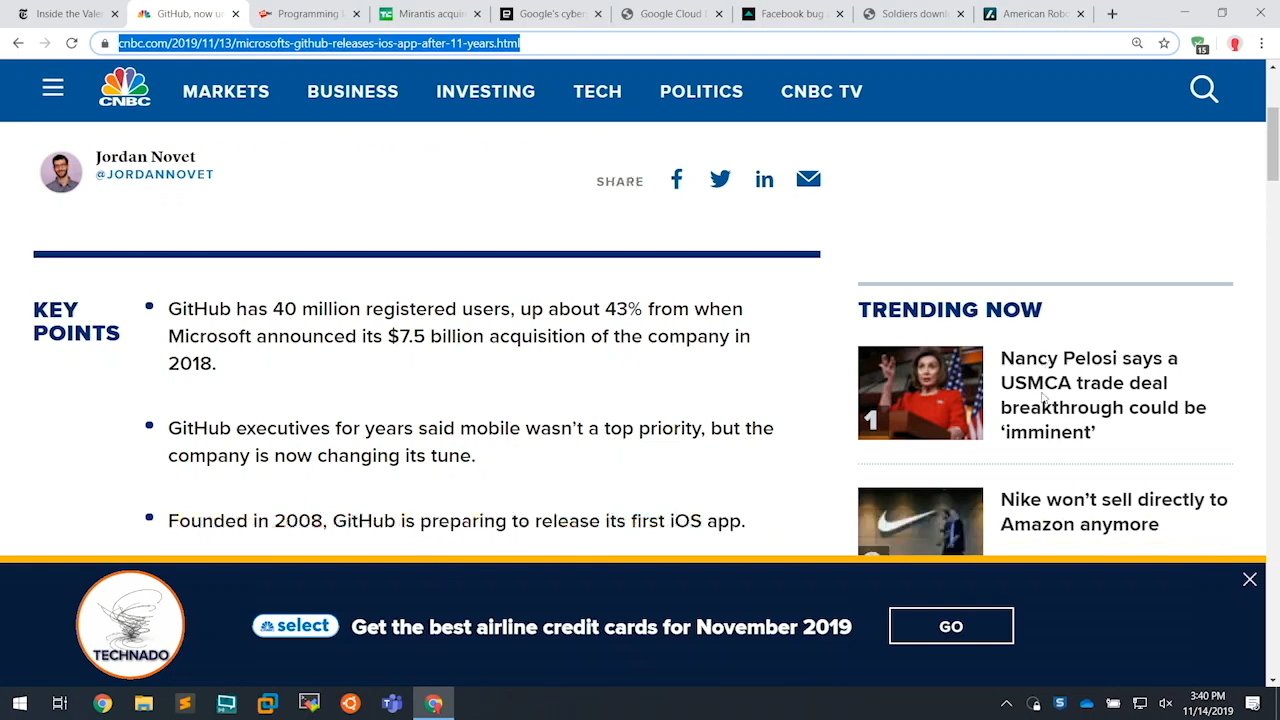 Inside the Valer
GitHub, now un
Programming l
Mirantis acquire
Google's cyber
Google Cloud D
Facebook bug
Soldiers downl
American Robo
cnbc.com/2019/11/13/microsofts-github-releases-ios-app-after-11-years.html
15
CNBC
MARKETS
BUSINESS
INVESTING
TECH
POLITICS
CNBC TV
Jordan Novet
@JORDANNOVET
SHARE
KEY
POINTS
GitHub has 40 million registered users, up about 43% from when
Microsoft announced its $7.5 billion acquisition of the company in
2018.
GitHub executives for years said mobile wasn't a top priority, but the
company is now changing its tune.
Founded in 2008, GitHub is preparing to release its first iOS app.
TRENDING NOW
1
Nancy Pelosi says a
USMCA trade deal
breakthrough could be
'imminent'
Nike won't sell directly to
Amazon anymore
TECHNADO
select
Get the best airline credit cards for November 2019
GO
3:40 PM
11/14/2019